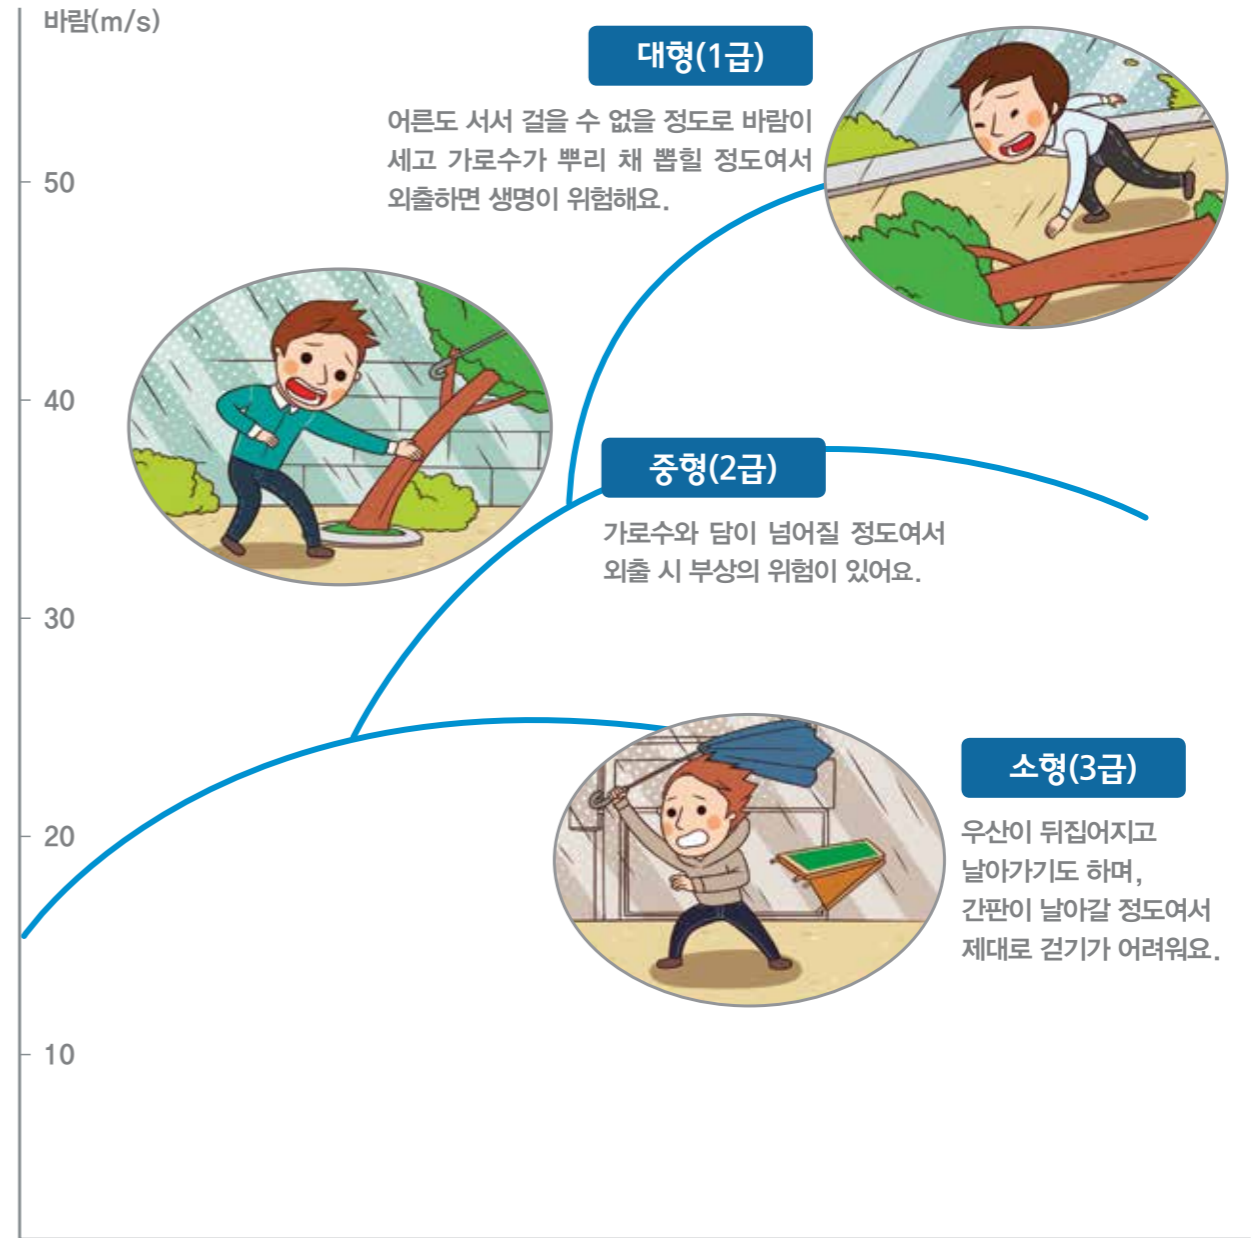 바람(m/s)
대형(1급)
어른도 서서 걸을 수 없을 정도로 바람이
세고 가로수가 뿌리 채 뽑힐 정도여서
외출하면 생명이 위험해요.
50
40
중형(2급)
가로수와 담이 넘어질 정도여서
외출 시 부상의 위험이 있어요.
30
소형(3급)
우산이 뒤집어지고
날아가기도 하며,
간판이 날아갈 정도여서
제대로 걷기가 어려워요.
20
10